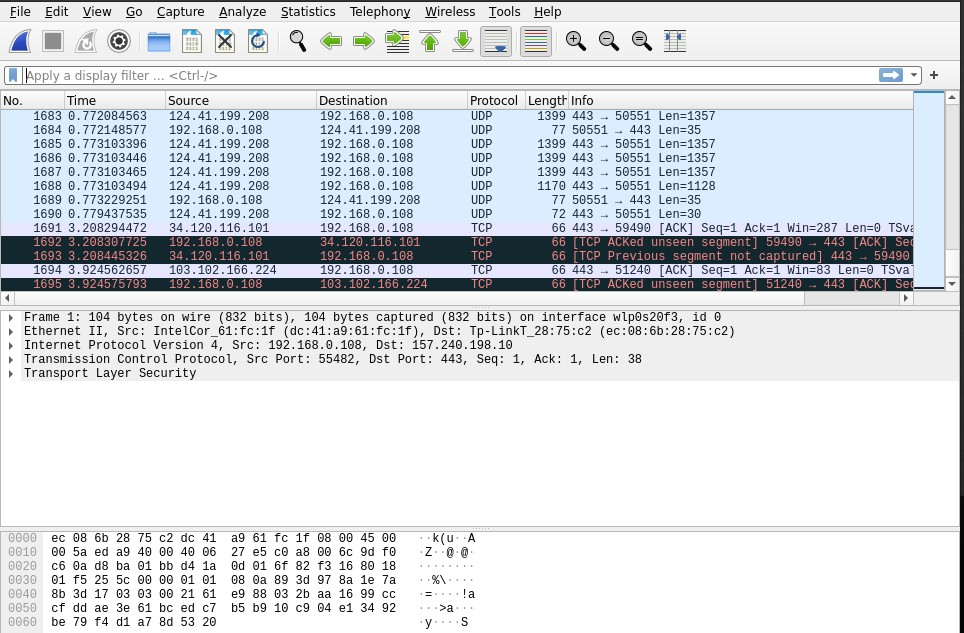 File Edit View Go Capture Analyze Statistics Telephony Wireless Tools Help
Apply a display filter ... <Ctrl-/>
No. Time Source Destination Protocol Length Info
1683 0.772084563 124.41.199.208 192.168.0.108 UDP 1399 443 → 50551 Len=1357
1684 0.772148577 192.168.0.108 124.41.199.208 UDP 77 50551 → 443 Len=35
1685 0.773103396 124.41.199.208 192.168.0.108 UDP 1399 443 → 50551 Len=1357
1686 0.773103446 124.41.199.208 192.168.0.108 UDP 1399 443 → 50551 Len=1357
1687 0.773103465 124.41.199.208 192.168.0.108 UDP 1399 443 → 50551 Len=1357
1688 0.773103494 124.41.199.208 192.168.0.108 UDP 1170 443 → 50551 Len=1128
1689 0.773229251 192.168.0.108 124.41.199.208 UDP 77 50551 → 443 Len=35
1690 0.779437535 124.41.199.208 192.168.0.108 UDP 72 443 → 50551 Len=30
1691 3.208294472 34.120.116.101 192.168.0.108 TCP 66 443 → 59490 [ACK] Seq=1 Ack=1 Win=287 Len=0 TSva
1692 3.208307725 192.168.0.108 34.120.116.101 TCP 66 [TCP ACKed unseen segment] 59490 → 443 [ACK] Sec
1693 3.208445326 34.120.116.101 192.168.0.108 TCP 66 [TCP Previous segment not captured] 443 → 59490
1694 3.924562657 103.102.166.224 192.168.0.108 TCP 66 443 → 51240 [ACK] Seq=1 Ack=1 Win=83 Len=0 TSva
1695 3.924575793 192.168.0.108 103.102.166.224 TCP 66 [TCP ACKed unseen segment] 51240 → 443 [ACK] Sec
Frame 1: 104 bytes on wire (832 bits), 104 bytes captured (832 bits) on interface wlp0s20f3, id 0
Ethernet II, Src: IntelCor_61:fc:1f (dc:41:a9:61:fc:1f), Dst: Tp-LinkT_28:75:c2 (ec:08:6b:28:75:c2)
Internet Protocol Version 4, Src: 192.168.0.108, Dst: 157.240.198.10
Transmission Control Protocol, Src Port: 55482, Dst Port: 443, Seq: 1, Ack: 1, Len: 38
Transport Layer Security
0000 ec 08 6b 28 75 c2 dc 41 a9 61 fc 1f 08 00 45 00 ··k(u··A
0010 00 5a ed a9 40 00 40 06 27 e5 c0 a8 00 6c 9d f0 ·Z··@·@·
0020 c6 0a d8 ba 01 bb d4 1a 0d 01 6f 82 f3 16 80 18 ········
0030 01 f5 25 5c 00 00 01 01 08 0a 89 3d 97 8a 1e 7a ··%\····
0040 8b 3d 17 03 03 00 21 61 e9 88 03 2b aa 16 99 cc ·=····!a
0050 cf dd ae 3e 61 bc ed c7 b5 b9 10 c9 04 e1 34 92 ···>a···
0060 be 79 f4 d1 a7 8d 53 20 ·y····S